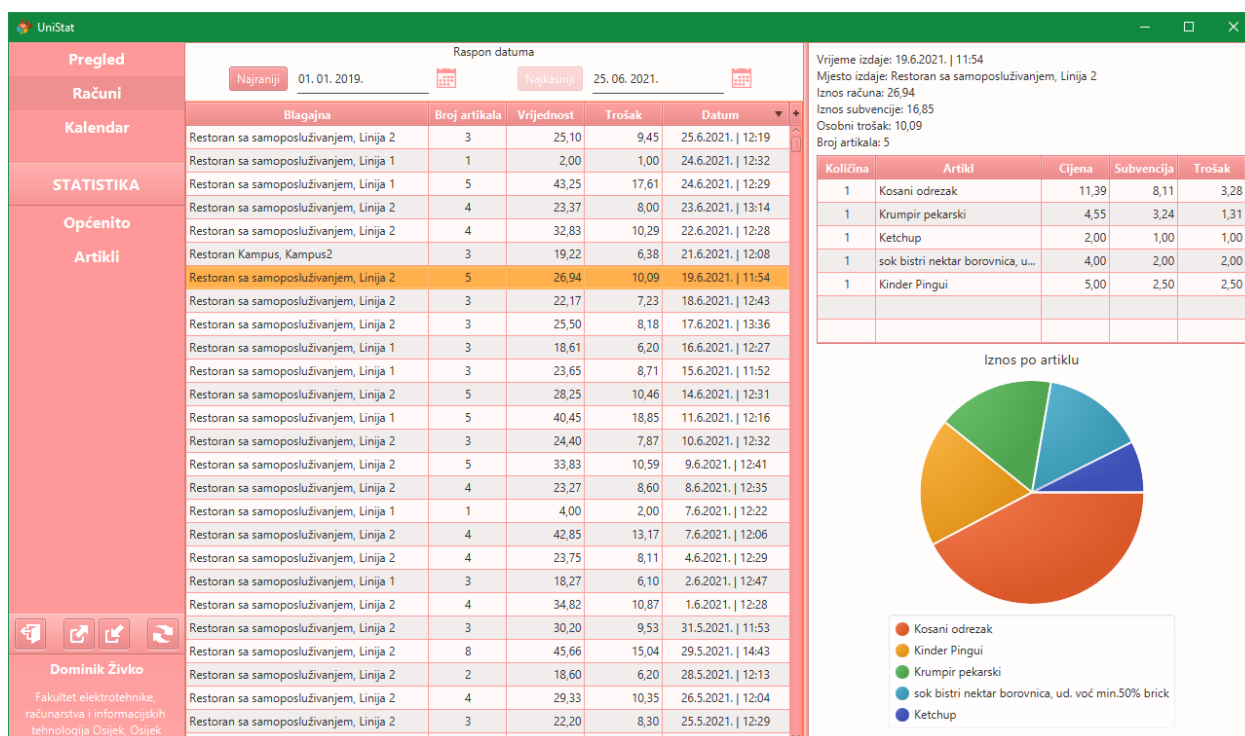 UniStat
Pregled
Računi
Kalendar
STATISTIKA
Općenito
Artikli
Dominik Živko
Fakultet elektrotehnike,
računarstva i informacijskih
tehnologija Osijek, Osijek
Raspon datuma
Najraniji 01. 01. 2019. Najkasniji 25. 06. 2021.
Blagajna Broj artikala Vrijednost Trošak Datum
Restoran sa samoposluživanjem, Linija 2 3 25,10 9,45 25.6.2021. | 12:19
Restoran sa samoposluživanjem, Linija 1 1 2,00 1,00 24.6.2021. | 12:32
Restoran sa samoposluživanjem, Linija 1 5 43,25 17,61 24.6.2021. | 12:29
Restoran sa samoposluživanjem, Linija 2 4 23,37 8,00 23.6.2021. | 13:14
Restoran sa samoposluživanjem, Linija 2 4 32,83 10,29 22.6.2021. | 12:28
Restoran Kampus, Kampus2 3 19,22 6,38 21.6.2021. | 12:08
Restoran sa samoposluživanjem, Linija 2 5 26,94 10,09 19.6.2021. | 11:54
Restoran sa samoposluživanjem, Linija 2 3 22,17 7,23 18.6.2021. | 12:43
Restoran sa samoposluživanjem, Linija 2 3 25,50 8,18 17.6.2021. | 13:36
Restoran sa samoposluživanjem, Linija 1 3 18,61 6,20 16.6.2021. | 12:27
Restoran sa samoposluživanjem, Linija 1 3 23,65 8,71 15.6.2021. | 11:52
Restoran sa samoposluživanjem, Linija 2 5 28,25 10,46 14.6.2021. | 12:31
Restoran sa samoposluživanjem, Linija 1 5 40,45 18,85 11.6.2021. | 12:16
Restoran sa samoposluživanjem, Linija 2 3 24,40 7,87 10.6.2021. | 12:32
Restoran sa samoposluživanjem, Linija 2 5 33,83 10,59 9.6.2021. | 12:41
Restoran sa samoposluživanjem, Linija 2 4 23,27 8,60 8.6.2021. | 12:35
Restoran sa samoposluživanjem, Linija 1 1 4,00 2,00 7.6.2021. | 12:22
Restoran sa samoposluživanjem, Linija 2 4 42,85 13,17 7.6.2021. | 12:06
Restoran sa samoposluživanjem, Linija 2 4 23,75 8,11 4.6.2021. | 12:29
Restoran sa samoposluživanjem, Linija 1 3 18,27 6,10 2.6.2021. | 12:47
Restoran sa samoposluživanjem, Linija 2 4 34,82 10,87 1.6.2021. | 12:28
Restoran sa samoposluživanjem, Linija 2 3 30,20 9,53 31.5.2021. | 11:53
Restoran sa samoposluživanjem, Linija 2 8 45,66 15,04 29.5.2021. | 14:43
Restoran sa samoposluživanjem, Linija 2 2 18,60 6,20 28.5.2021. | 12:13
Restoran sa samoposluživanjem, Linija 2 4 29,33 10,35 26.5.2021. | 12:04
Restoran sa samoposluživanjem, Linija 2 3 22,20 8,30 25.5.2021. | 12:29
Vrijeme izdaje: 19.6.2021. | 11:54
Mjesto izdaje: Restoran sa samoposluživanjem, Linija 2
Iznos računa: 26,94
Iznos subvencije: 16,85
Osobni trošak: 10,09
Broj artikala: 5
Količina Artikl Cijena Subvencija Trošak
1 Kosani odrezak 11,39 8,11 3,28
1 Krumpir pekarski 4,55 3,24 1,31
1 Ketchup 2,00 1,00 1,00
1 sok bistri nektar borovnica, u... 4,00 2,00 2,00
1 Kinder Pingui 5,00 2,50 2,50
Iznos po artiklu
Kosani odrezak
Kinder Pingui
Krumpir pekarski
sok bistri nektar borovnica, ud. voć min.50% brick
Ketchup